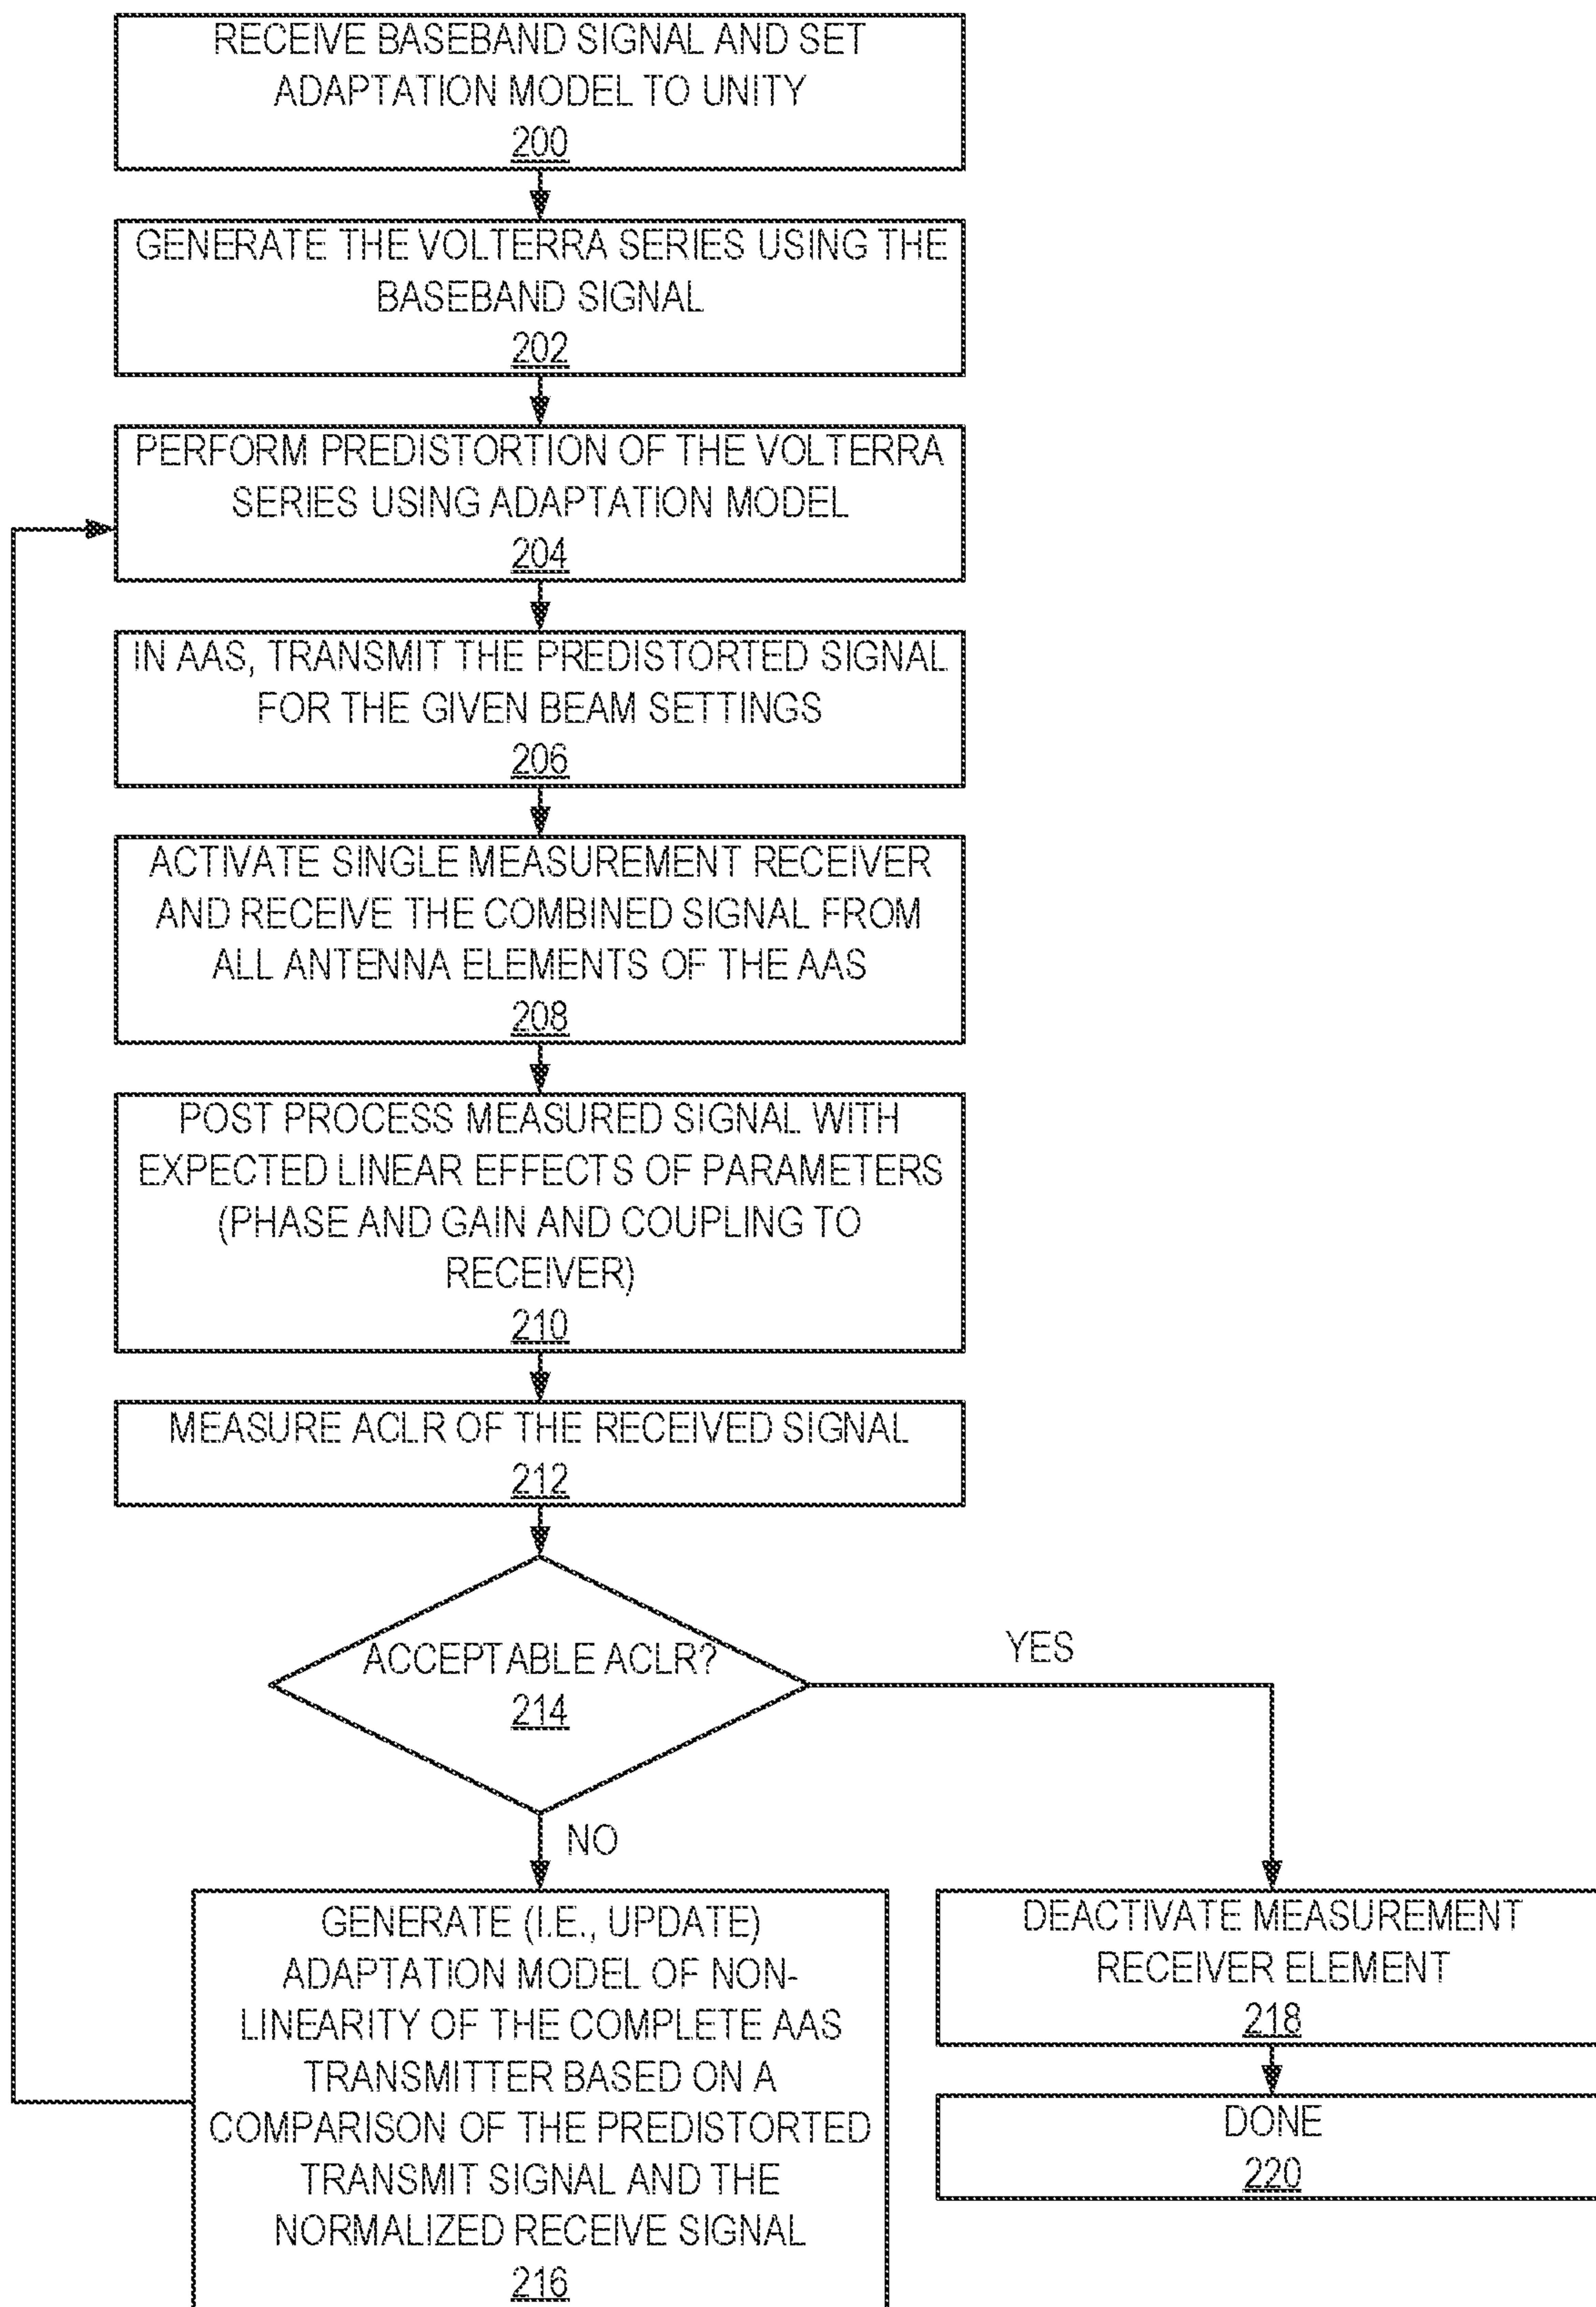 RECEIVE BASEBAND SIGNAL AND SET
ADAPTATION MODEL TO UNITY
200
GENERATE THE VOLTERRA SERIES USING THE
BASEBAND SIGNAL
202
PERFORM PREDISTORTION OF THE VOLTERRA
SERIES USING ADAPTATION MODEL
204
IN AAS, TRANSMIT THE PREDISTORTED SIGNAL
FOR THE GIVEN BEAM SETTINGS
206
ACTIVATE SINGLE MEASUREMENT RECEIVER
AND RECEIVE THE COMBINED SIGNAL FROM
ALL ANTENNA ELEMENTS OF THE AAS
208
POST PROCESS MEASURED SIGNAL WITH
EXPECTED LINEAR EFFECTS OF PARAMETERS
(PHASE AND GAIN AND COUPLING TO
RECEIVER)
210
MEASURE ACLR OF THE RECEIVED SIGNAL
212
ACCEPTABLE ACLR?
214
YES
NO
GENERATE (I.E., UPDATE)
ADAPTATION MODEL OF NON-
LINEARITY OF THE COMPLETE AAS
TRANSMITTER BASED ON A
COMPARISON OF THE PREDISTORTED
TRANSMIT SIGNAL AND THE
NORMALIZED RECEIVE SIGNAL
216
DEACTIVATE MEASUREMENT
RECEIVER ELEMENT
218
DONE
220